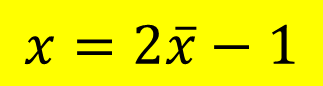 x = 2x̄ − 1